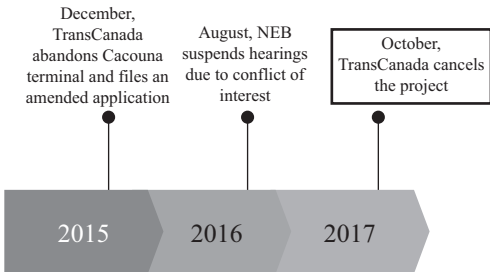 December,
TransCanada
abandons Cacouna
terminal and files an
amended application
August, NEB
suspends hearings
due to conflict of
interest
October,
TransCanada cancels
the project
2015
2016
2017